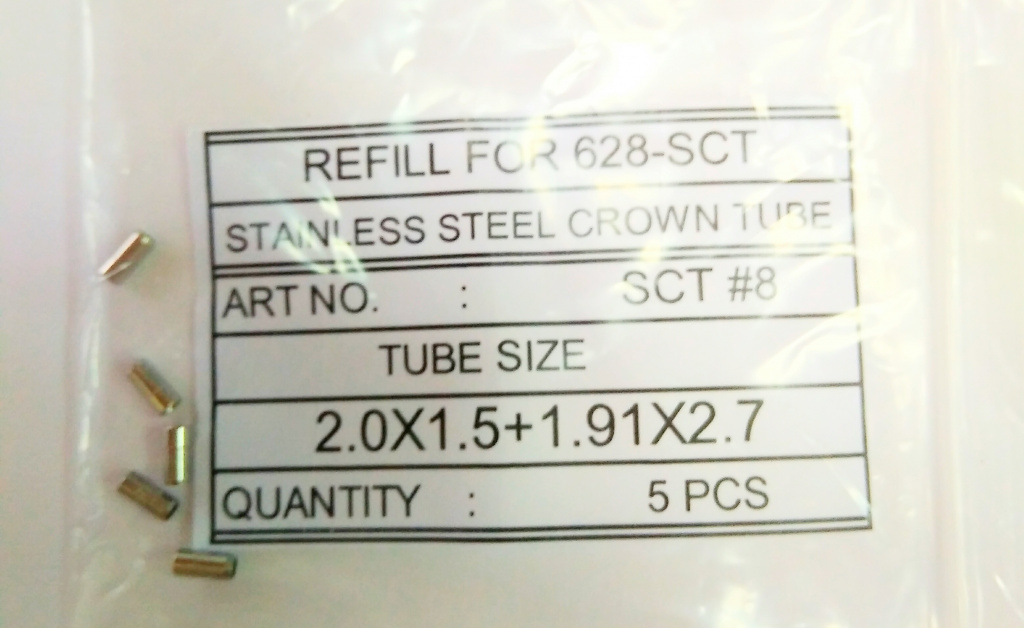 REFILL FOR 628-SCT
STAINLESS STEEL CROWN TUBE
ART NO. : SCT #8
TUBE SIZE
2.0X1.5+1.91X2.7
QUANTITY : 5 PCS